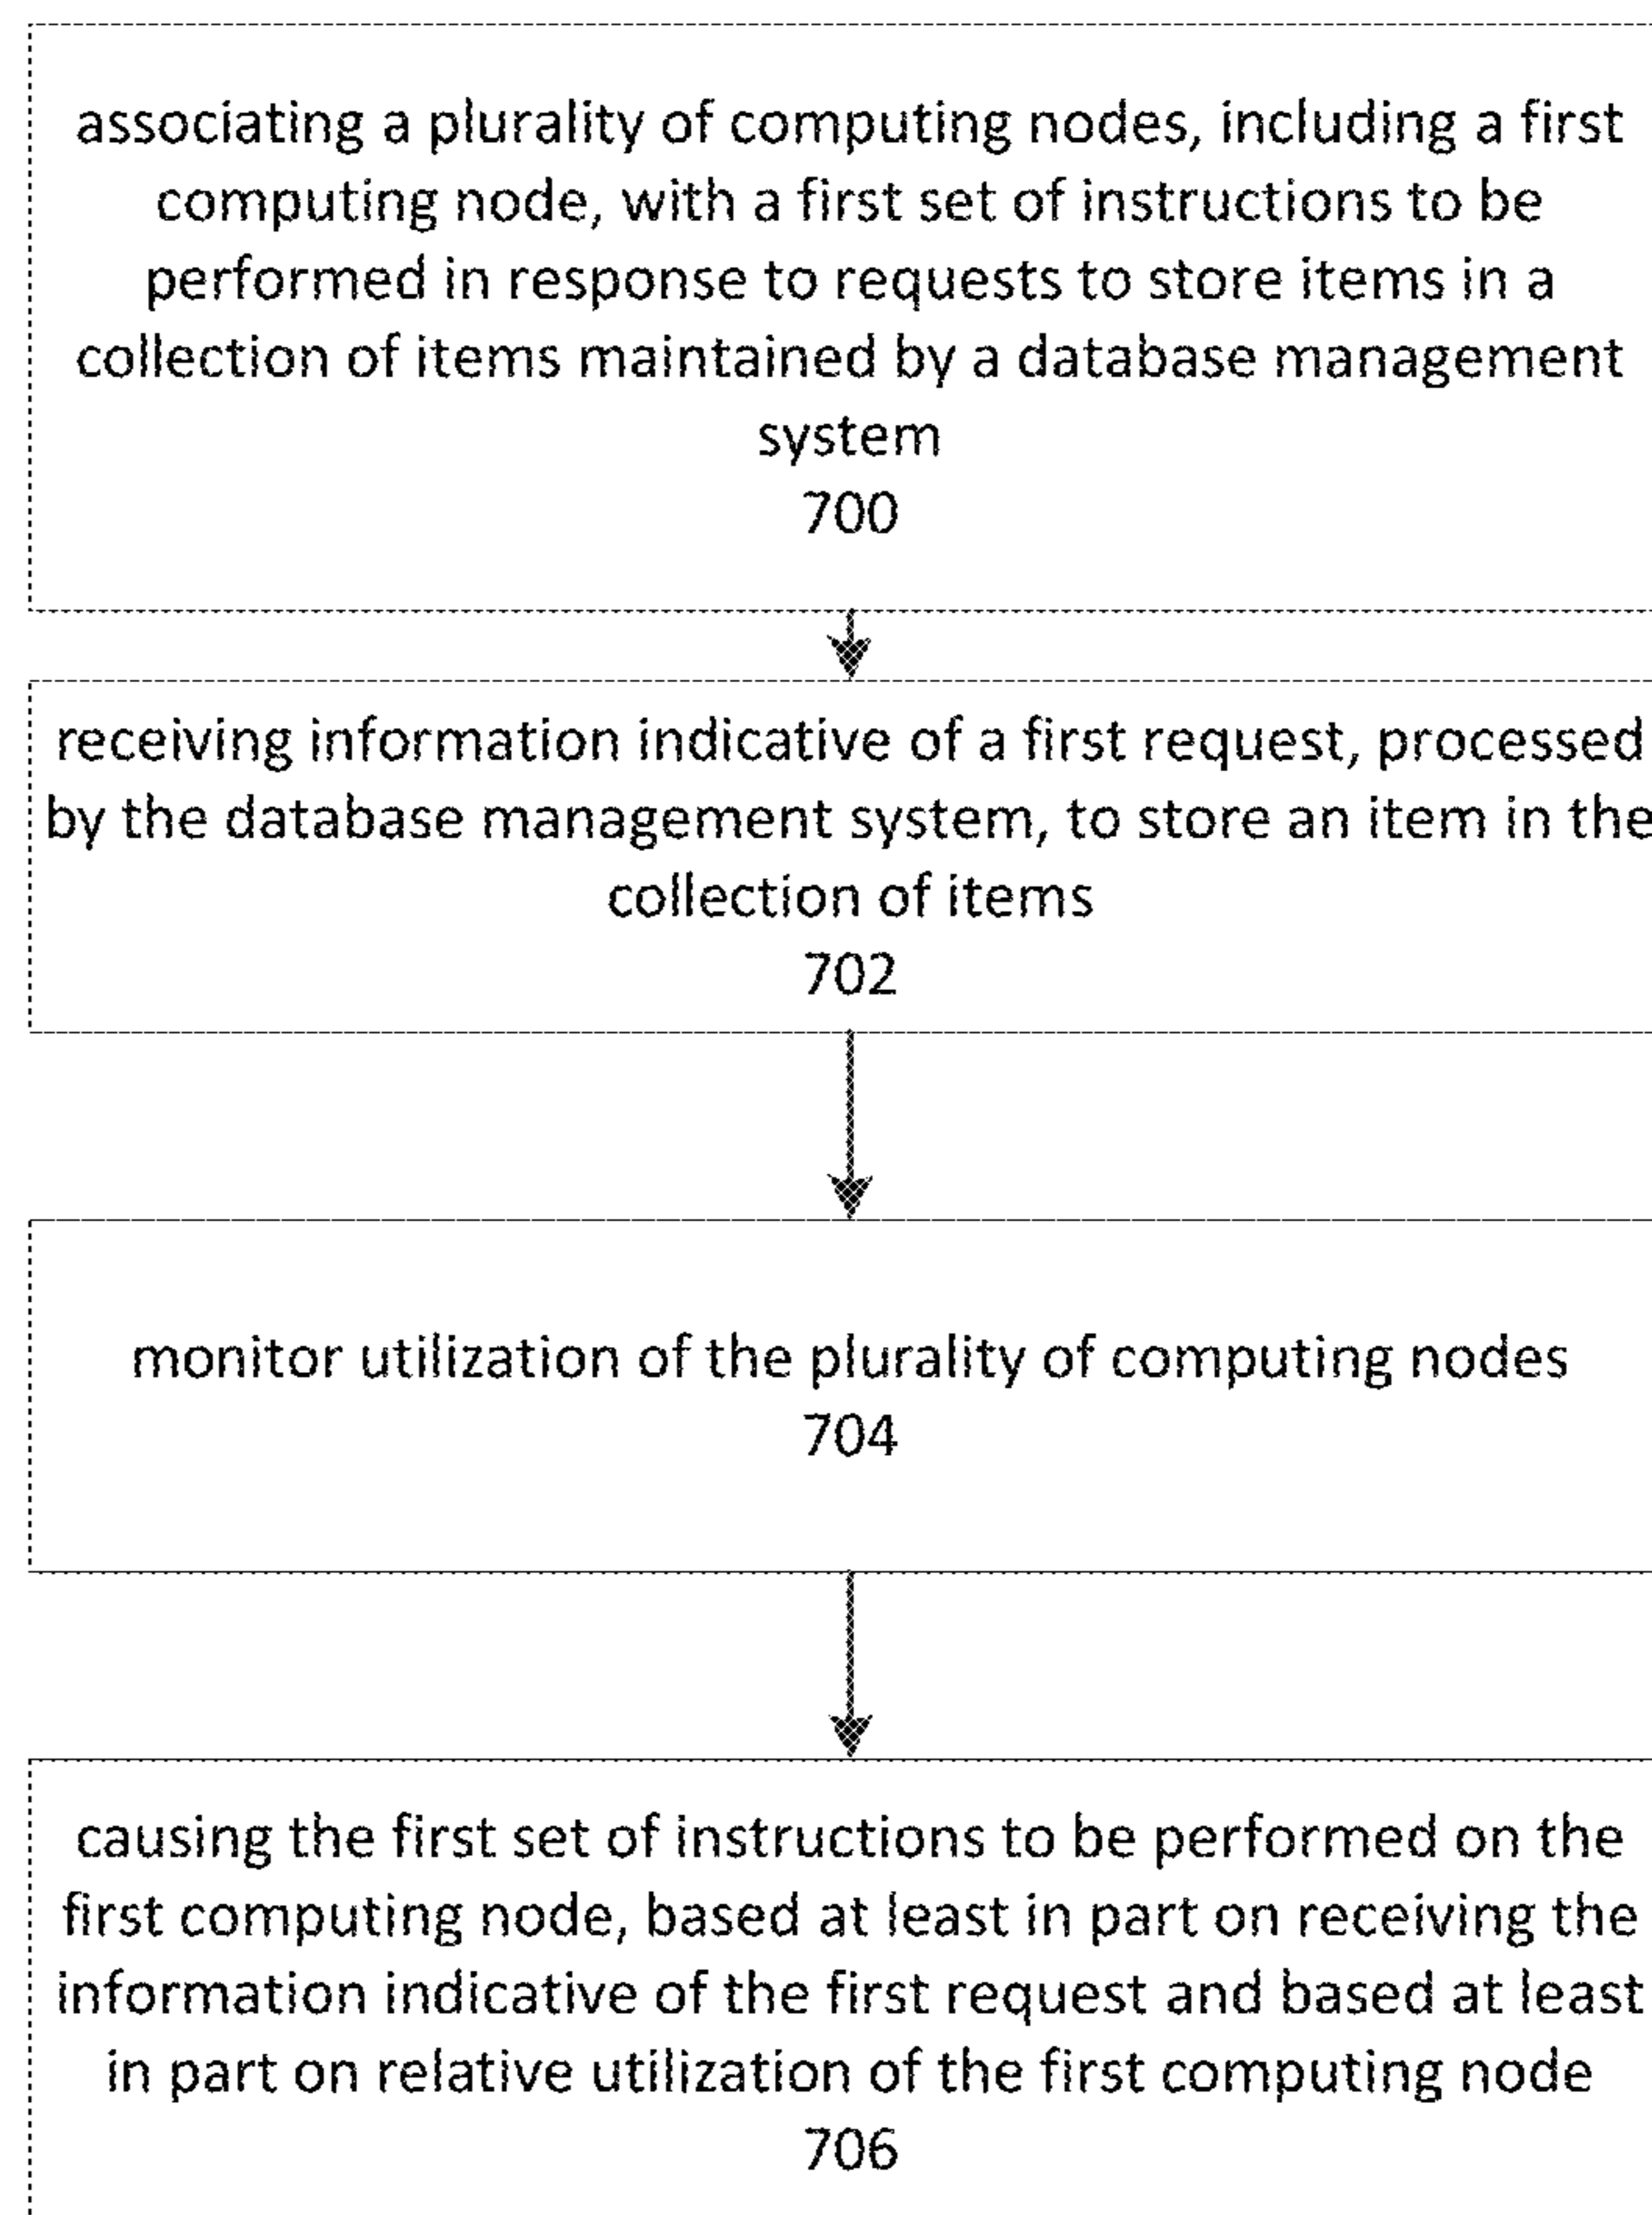 associating a plurality of computing nodes, including a first
computing node, with a first set of instructions to be
performed in response to requests to store items in a
collection of items maintained by a database management
system
700
receiving information indicative of a first request, processed
by the database management system, to store an item in the
collection of items
702
monitor utilization of the plurality of computing nodes
704
causing the first set of instructions to be performed on the
first computing node, based at least in part on receiving the
information indicative of the first request and based at least
in part on relative utilization of the first computing node
706